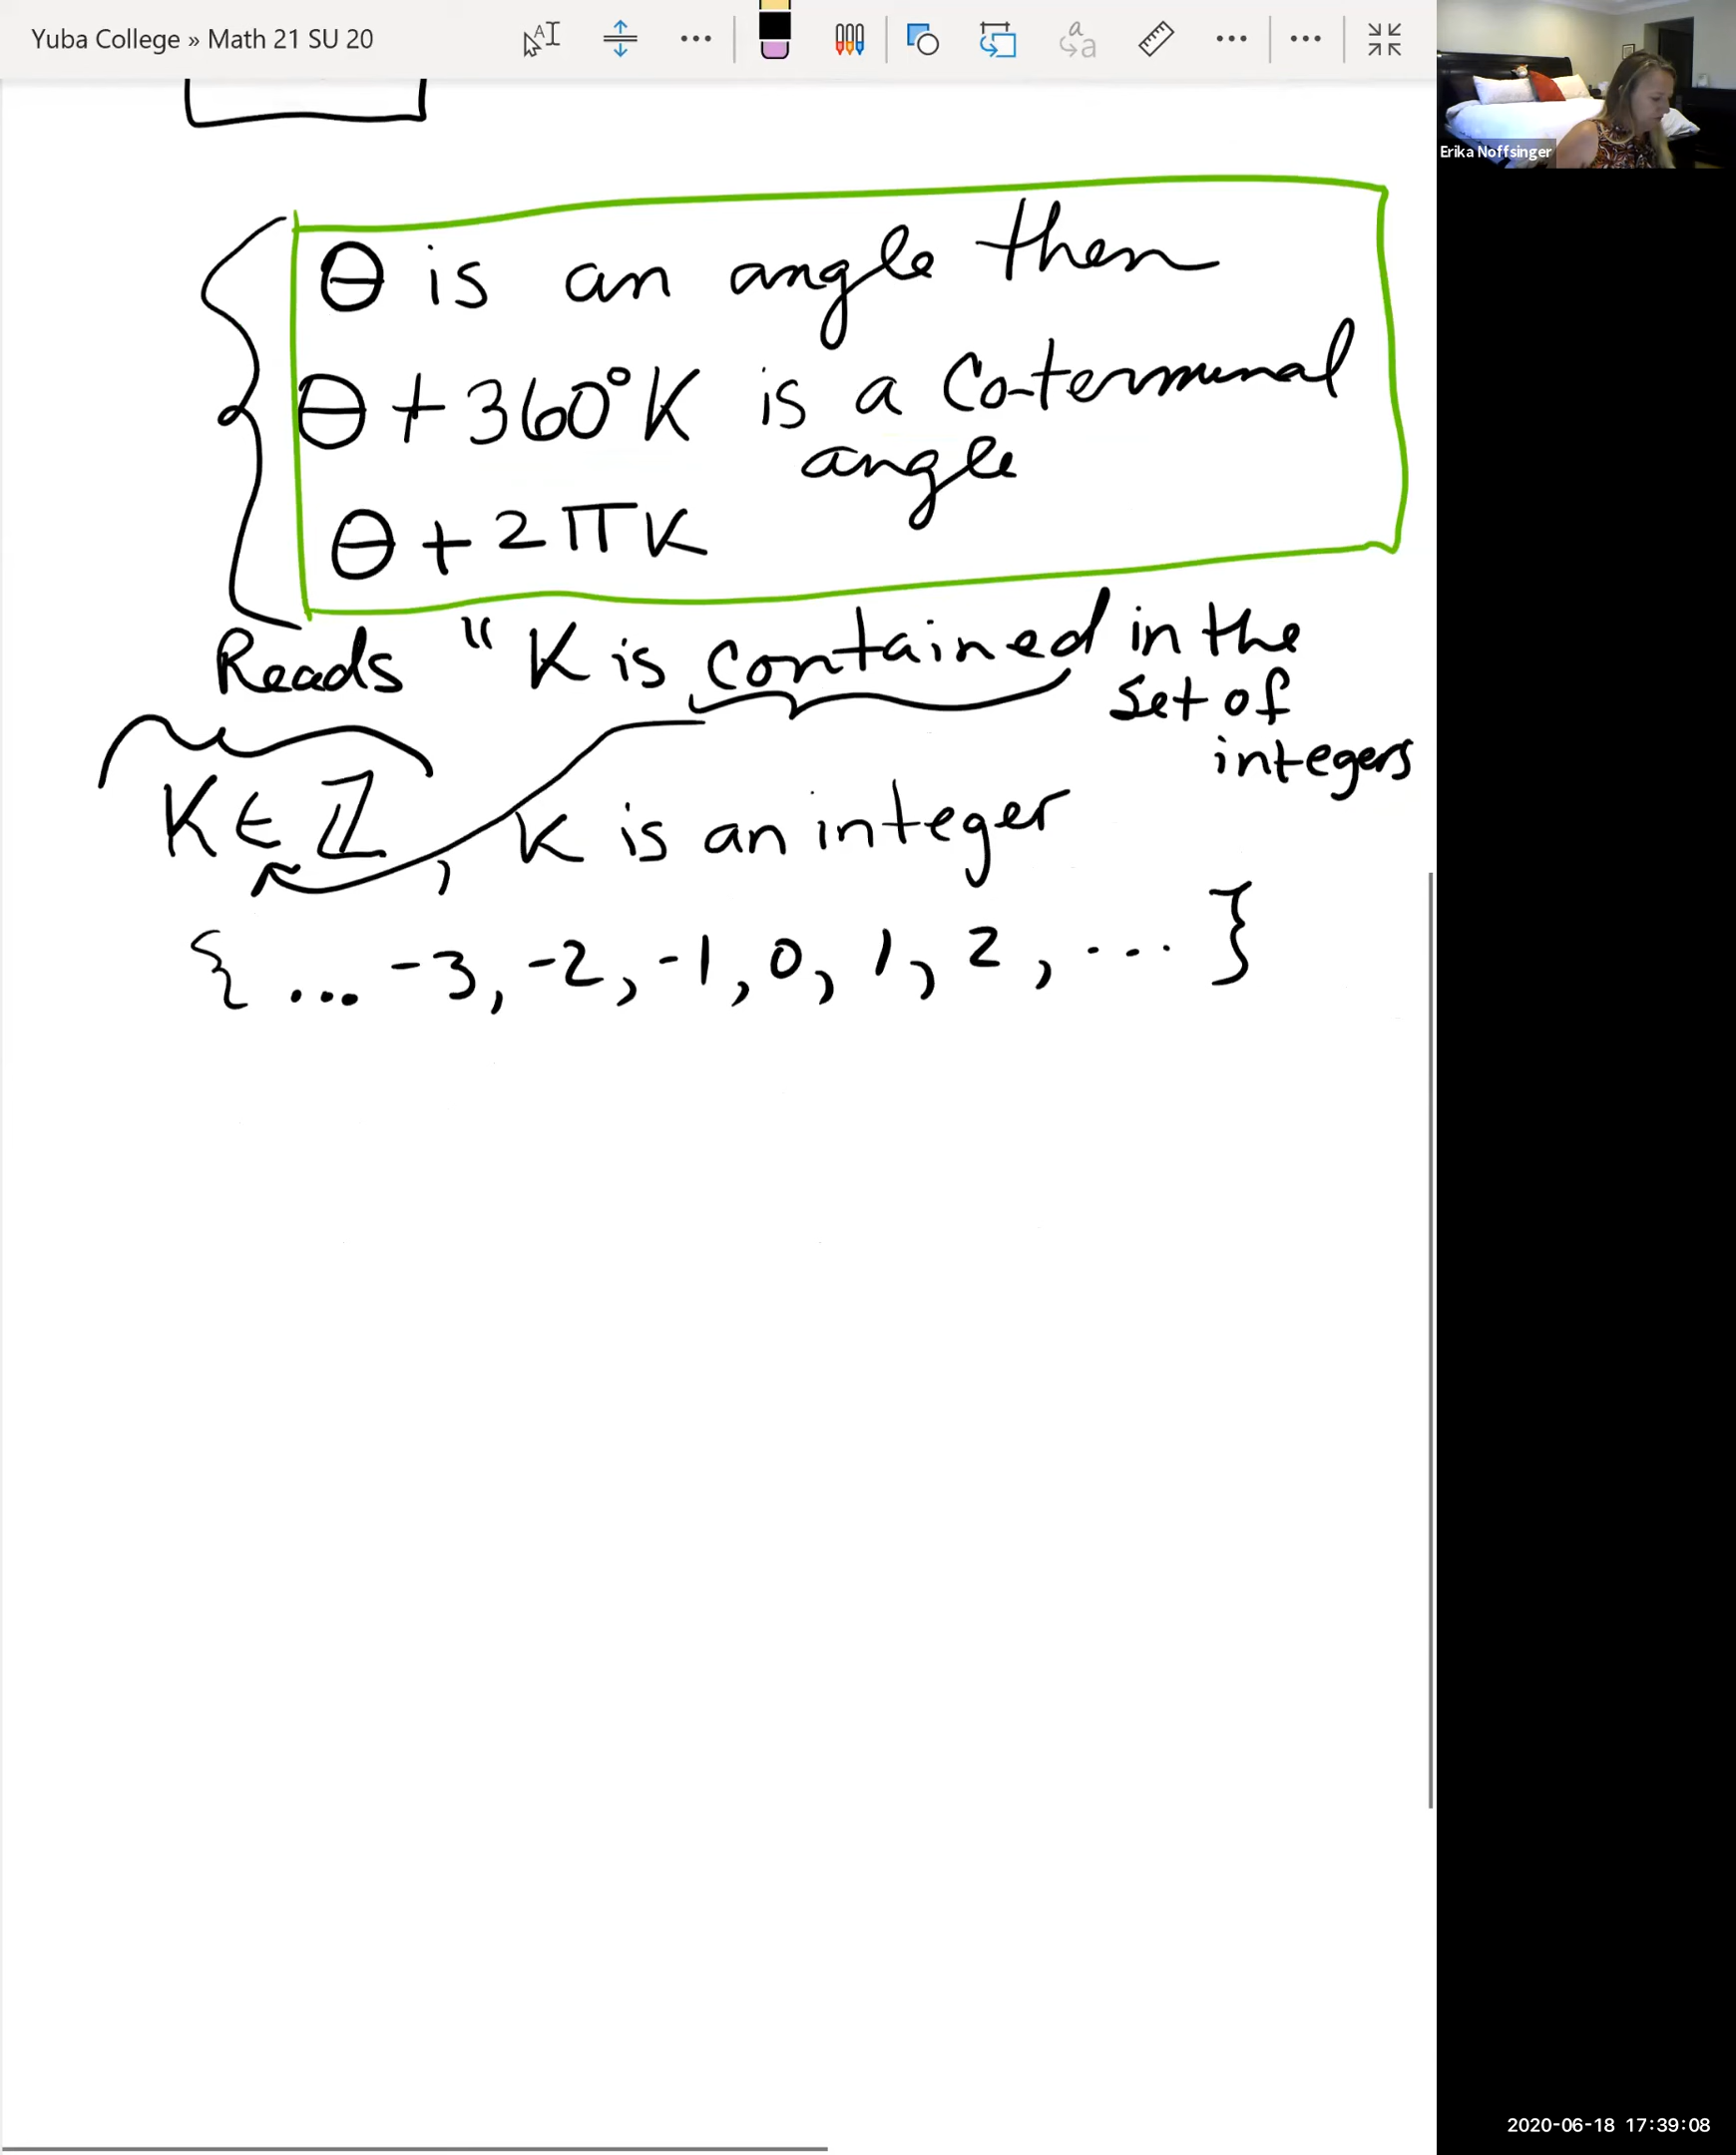 Yuba College » Math 21 SU 20
Erika Noffsinger
θ is an angle then
θ + 360°K is a Co-terminal
angle
θ + 2πK
Reads "K is contained in the
set of
integers
K ∈ ℤ, K is an integer
{ ... -3, -2, -1, 0, 1, 2, ... }
2020-06-18 17:39:08